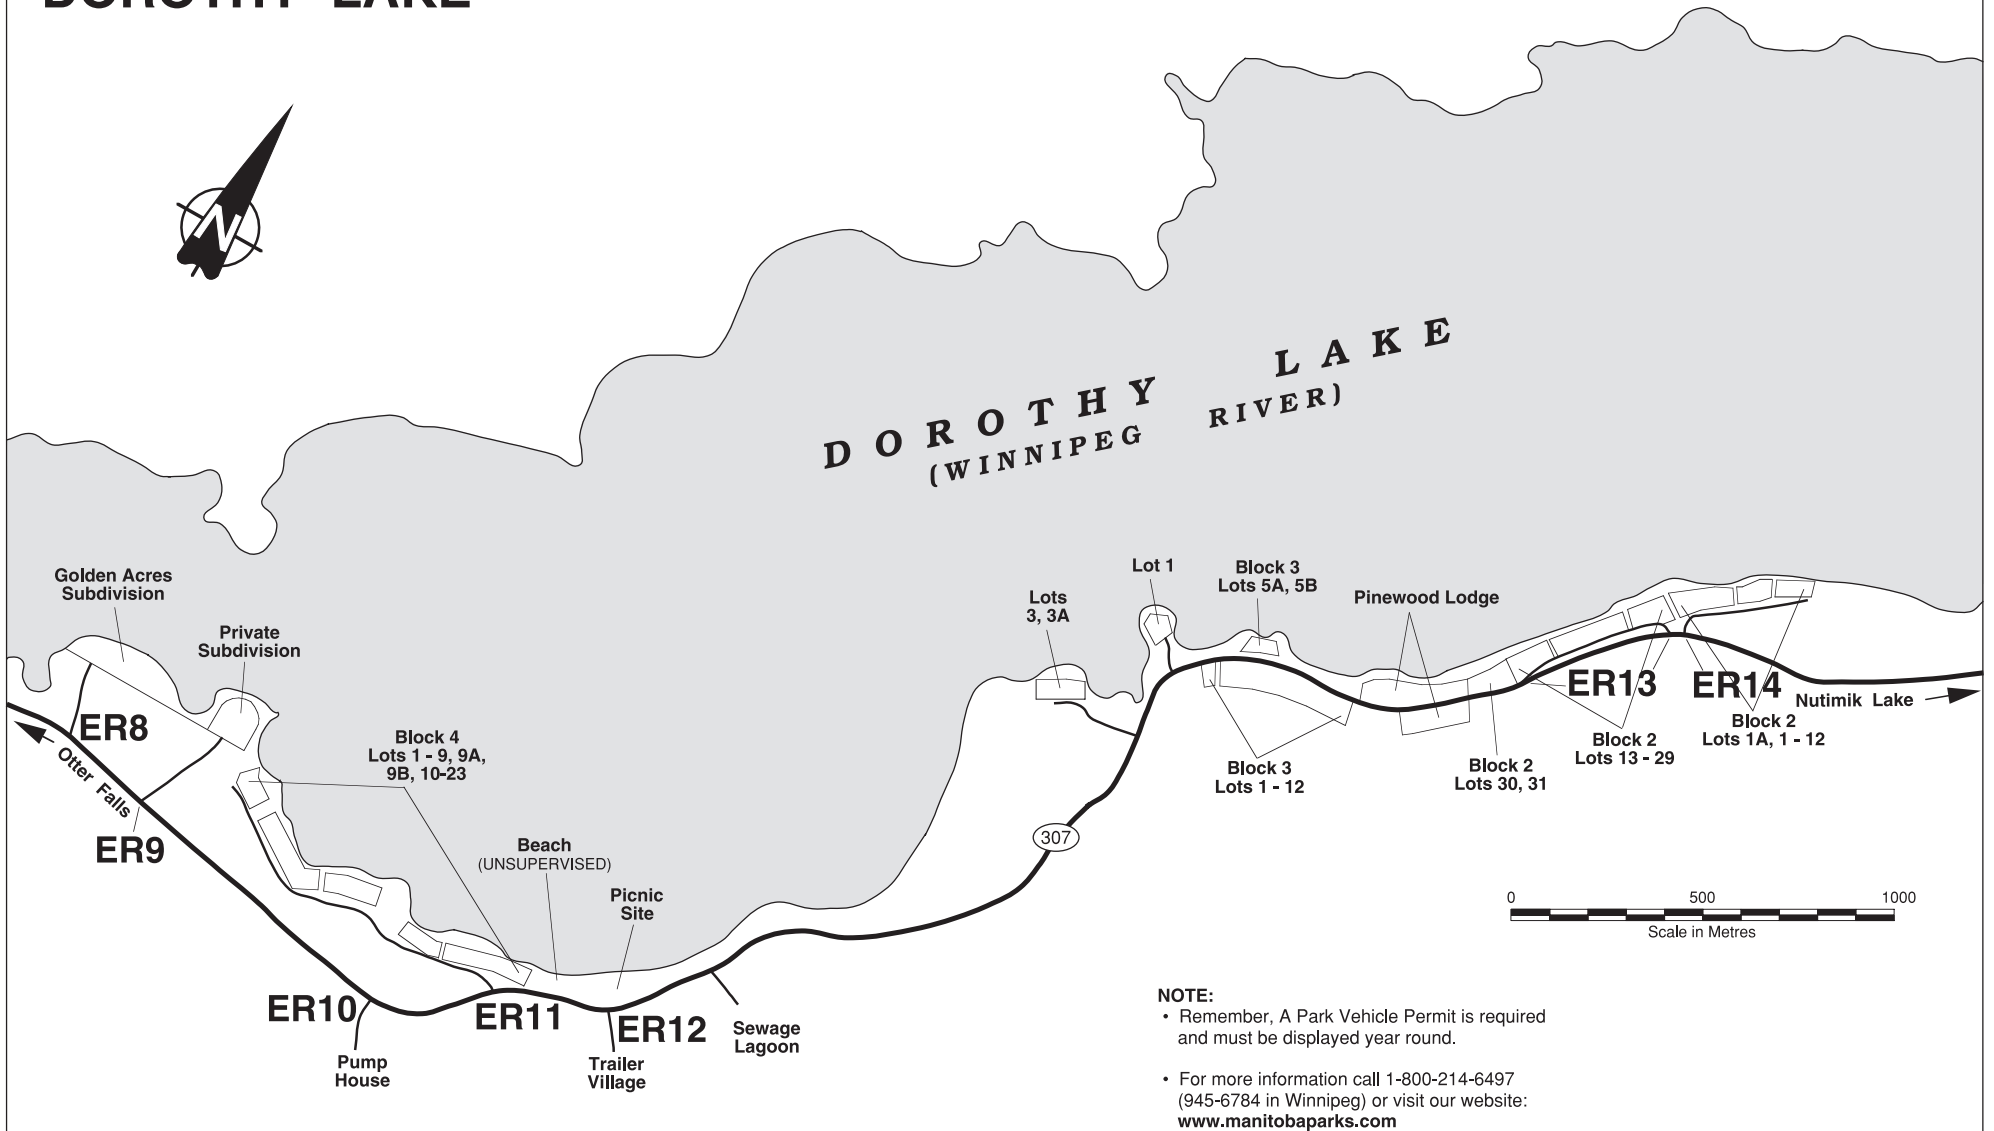 DOROTHY LAKE
N
DOROTHY LAKE
(WINNIPEG RIVER)
Golden Acres
Subdivision
Private
Subdivision
Lots
3, 3A
Lot 1
Block 3
Lots 5A, 5B
Pinewood Lodge
ER13
ER14
Nutimik Lake
Block 2
Lots 1A, 1 - 12
Block 2
Lots 13 - 29
Block 2
Lots 30, 31
Block 3
Lots 1 - 12
ER8
Otter Falls
ER9
Block 4
Lots 1 - 9, 9A,
9B, 10-23
307
Beach
(UNSUPERVISED)
Picnic
Site
ER10
ER11
ER12
Pump
House
Trailer
Village
Sewage
Lagoon
0 500 1000
Scale in Metres
NOTE:
• Remember, A Park Vehicle Permit is required
and must be displayed year round.
• For more information call 1-800-214-6497
(945-6784 in Winnipeg) or visit our website:
www.manitobaparks.com